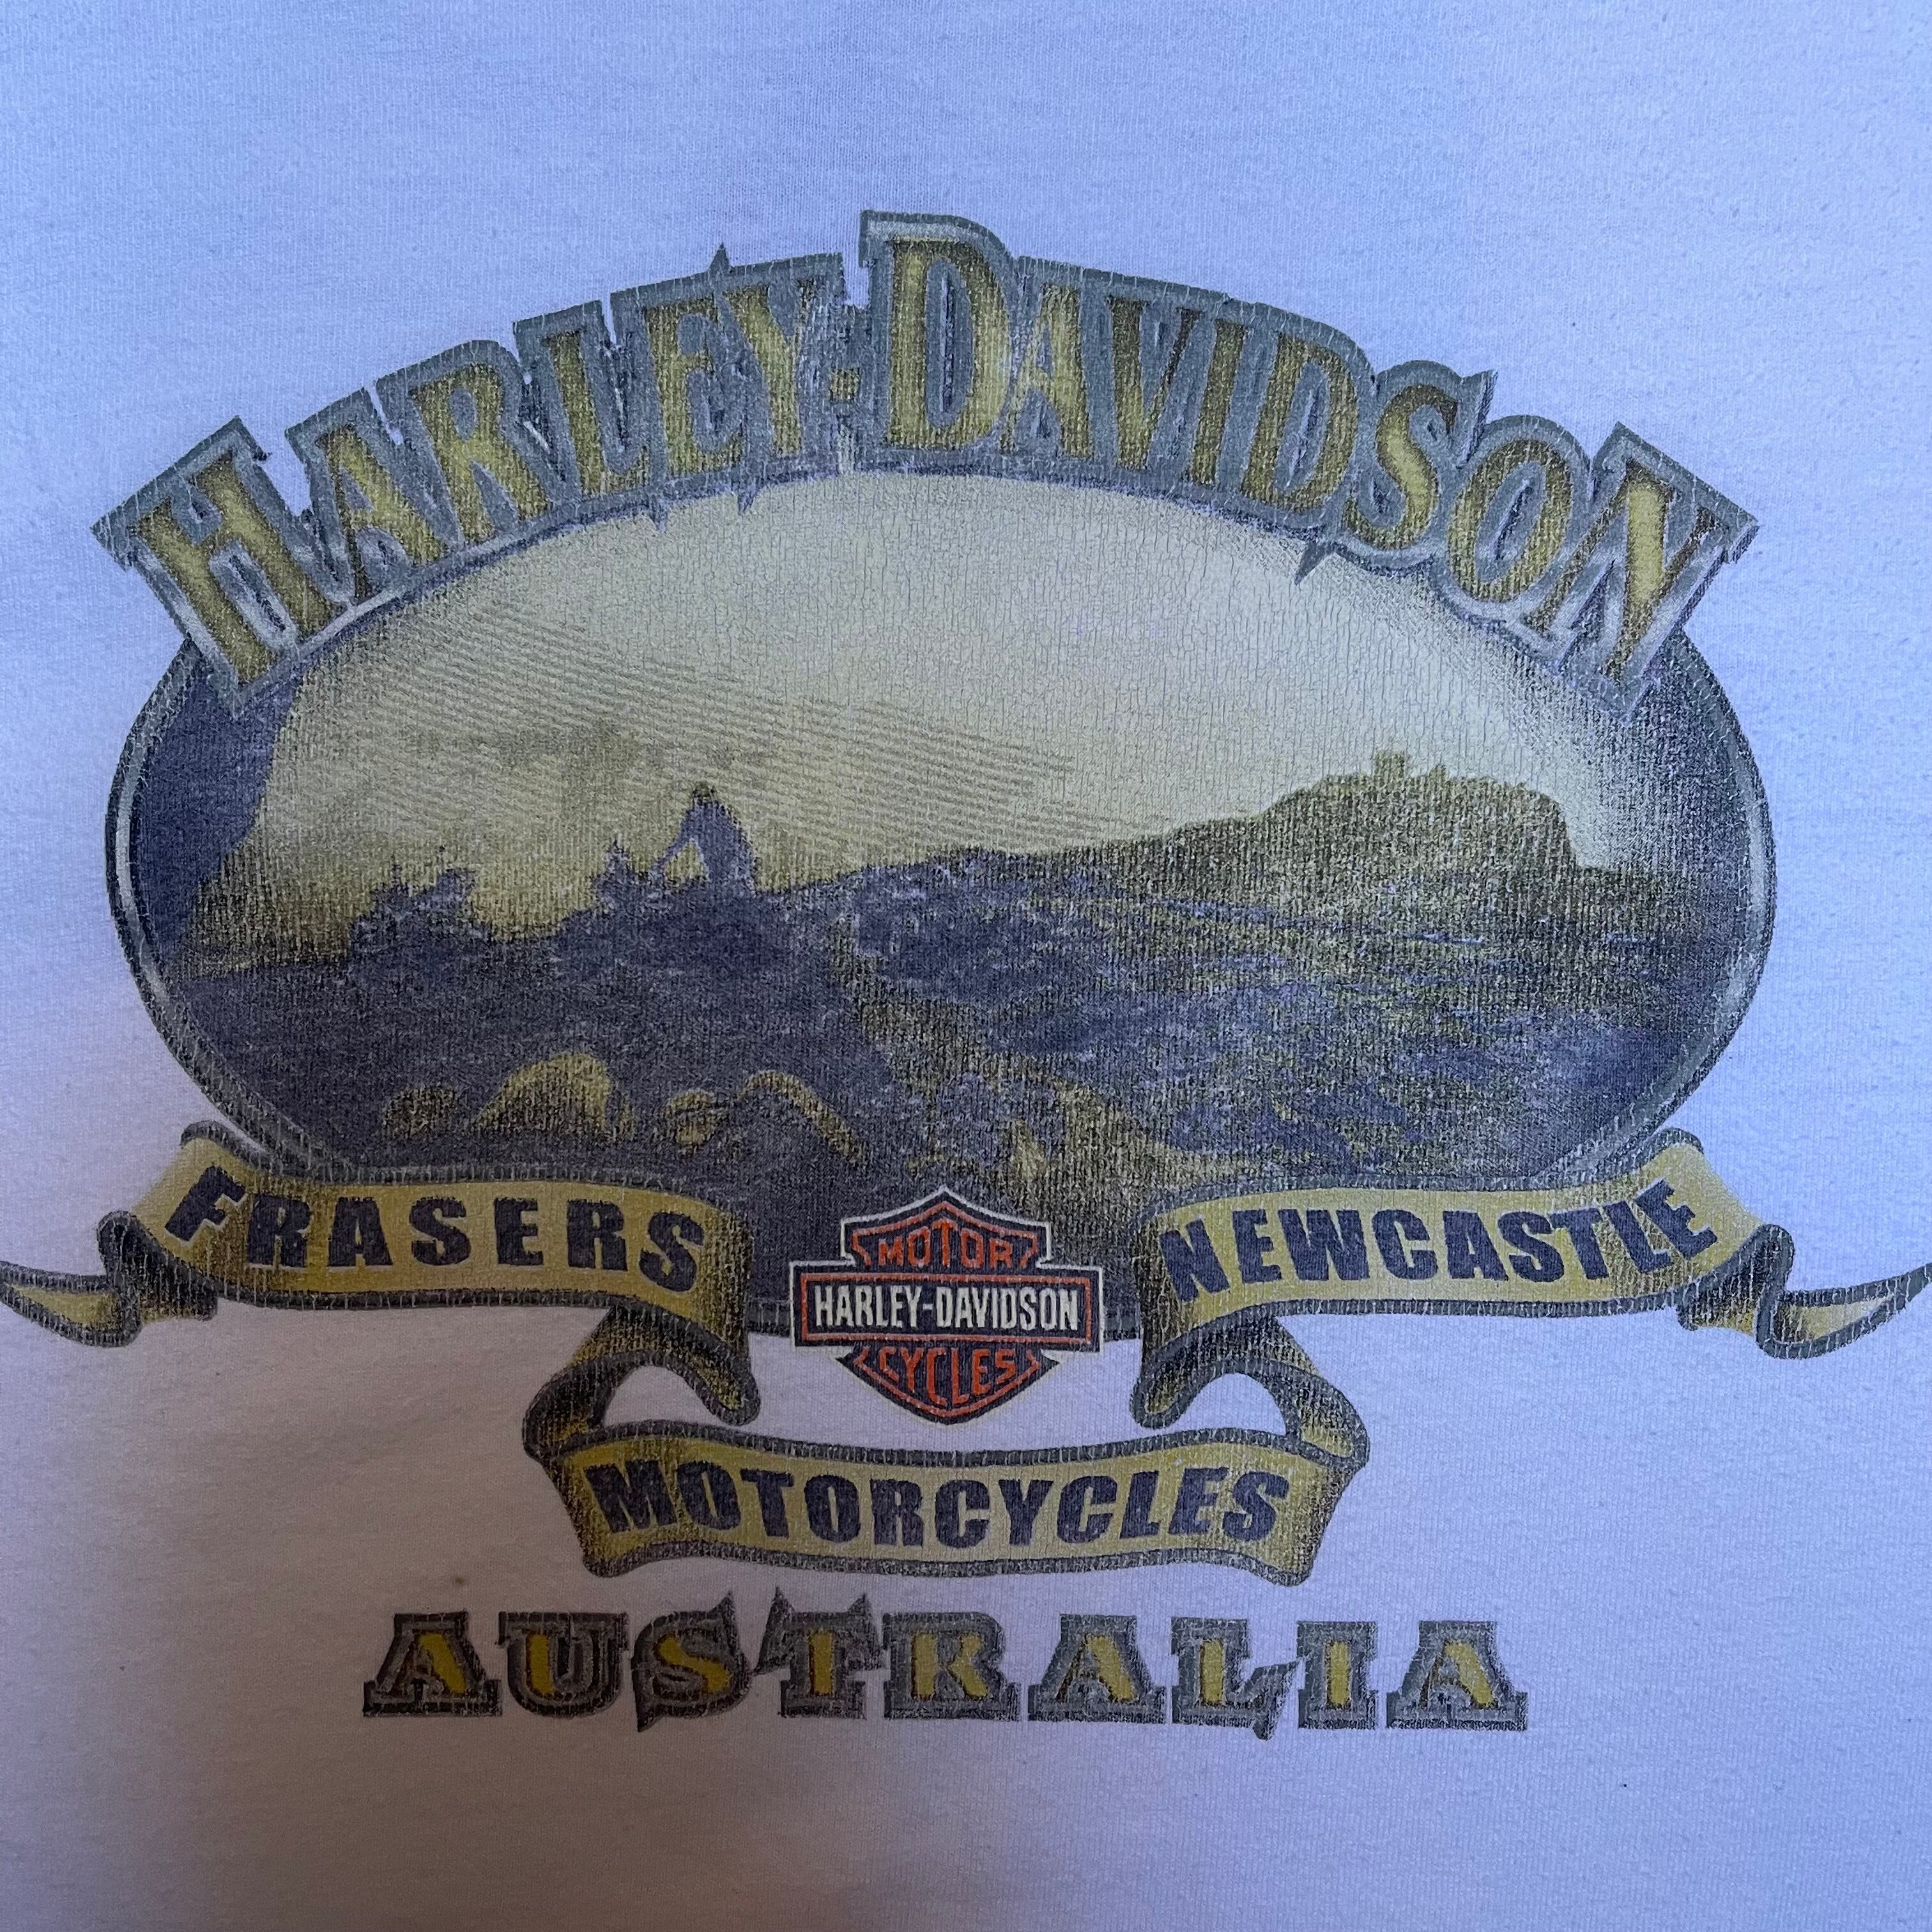 HARLEY-DAVIDSON
FRASERS
NEWCASTLE
MOTOR
HARLEY-DAVIDSON
CYCLES
MOTORCYCLES
AUSTRALIA